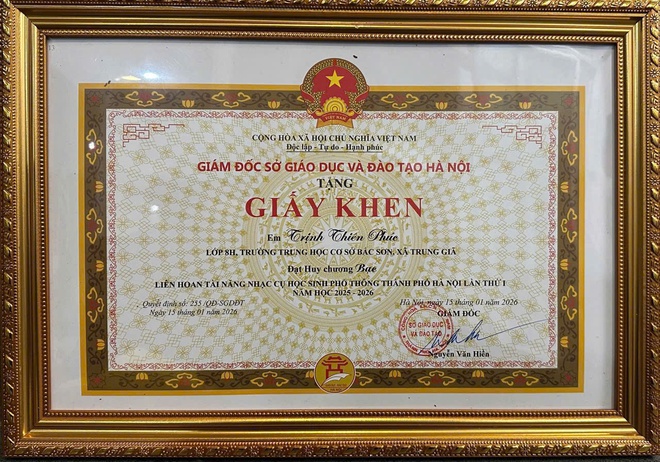 VIỆT NAM
CỘNG HÒA XÃ HỘI CHỦ NGHĨA VIỆT NAM
Độc lập - Tự do - Hạnh phúc
GIÁM ĐỐC SỞ GIÁO DỤC VÀ ĐÀO TẠO HÀ NỘI
TẶNG
GIẤY KHEN
Em Trịnh Thiên Phúc
LỚP 8H, TRƯỜNG TRUNG HỌC CƠ SỞ BẮC SƠN, XÃ TRUNG GIÃ
Đạt Huy chương Bạc
LIÊN HOAN TÀI NĂNG NHẠC CỤ HỌC SINH PHỔ THÔNG THÀNH PHỐ HÀ NỘI LẦN THỨ I
NĂM HỌC 2025 - 2026
Quyết định số: 255 /QĐ-SGDĐT
Ngày 15 tháng 01 năm 2026
Hà Nội, ngày 15 tháng 01 năm 2026
GIÁM ĐỐC
SỞ GIÁO DỤC
VÀ ĐÀO TẠO
Nguyễn Văn Hiền